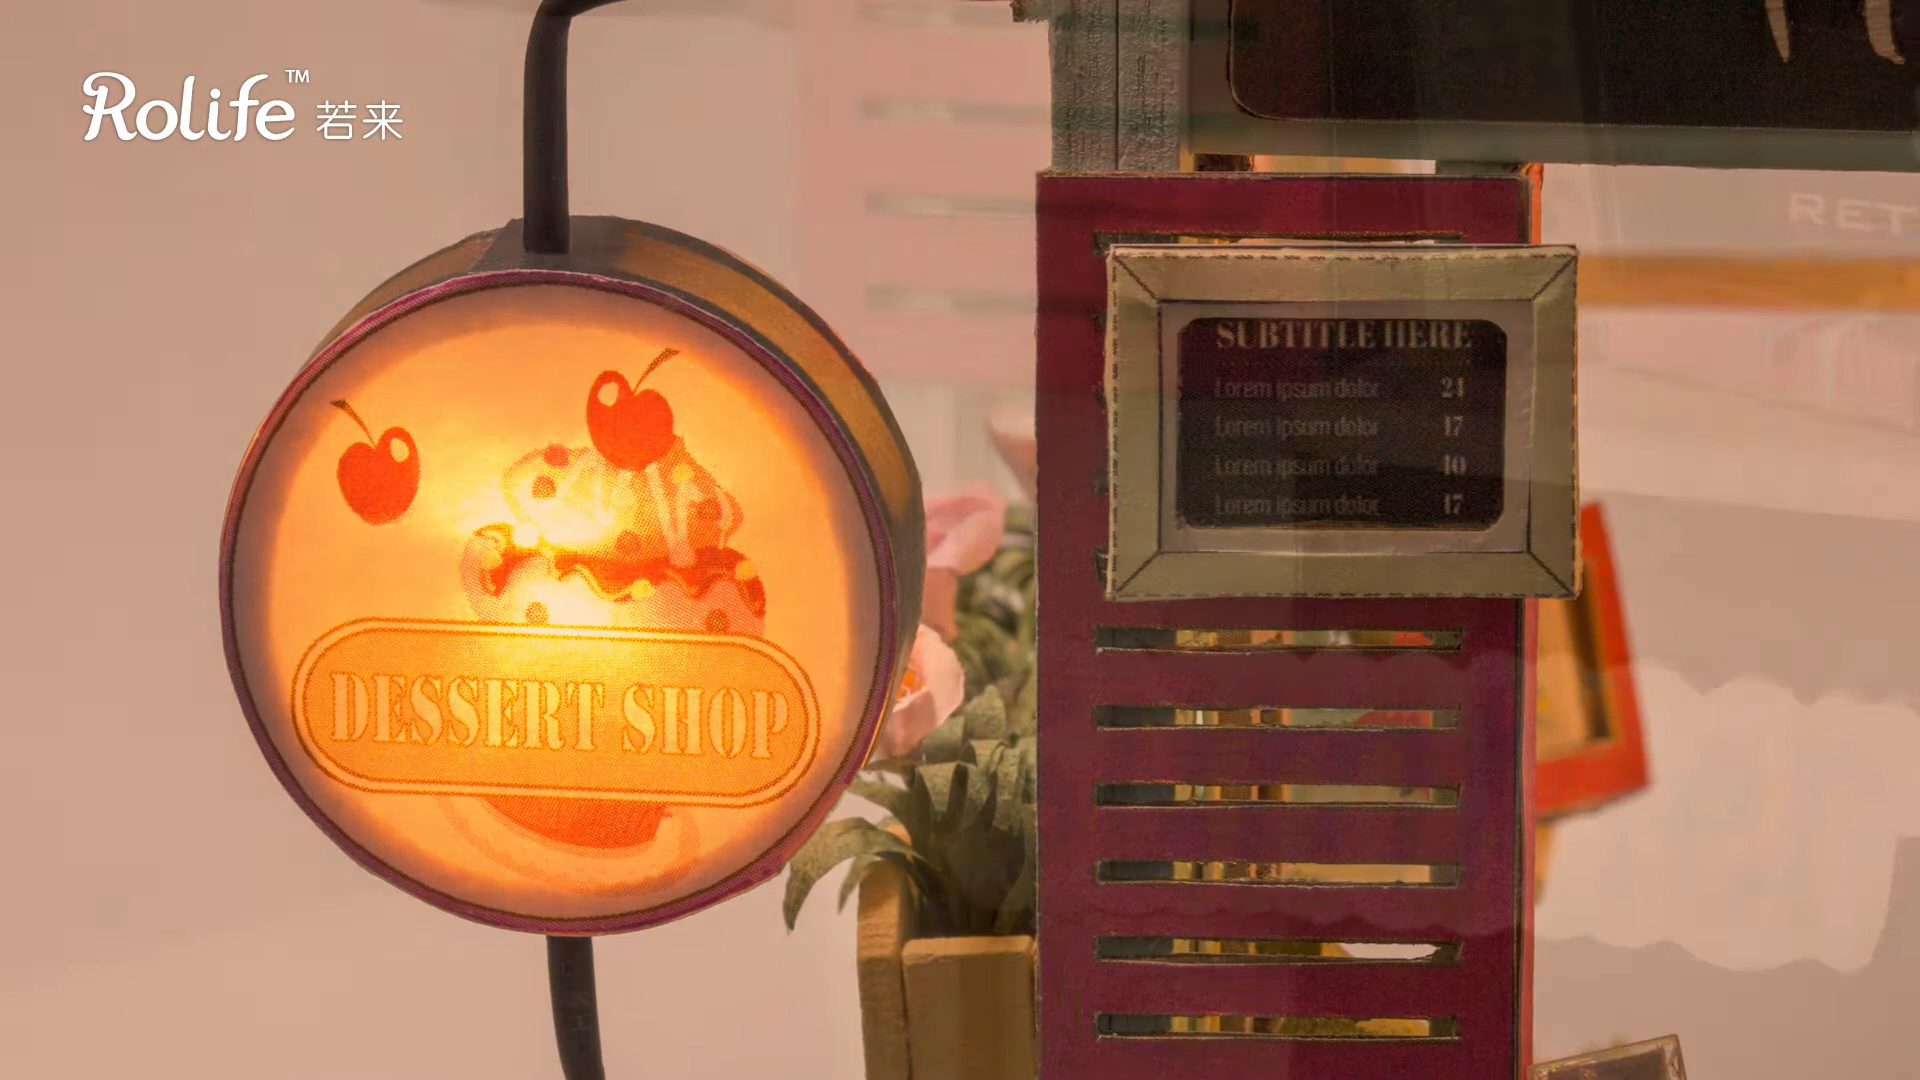 Rolife™ 若来
DESSERT SHOP
SUBTITLE HERE
Lorem ipsum dolor 24
Lorem ipsum dolor 17
Lorem ipsum dolor 10
Lorem ipsum dolor 17